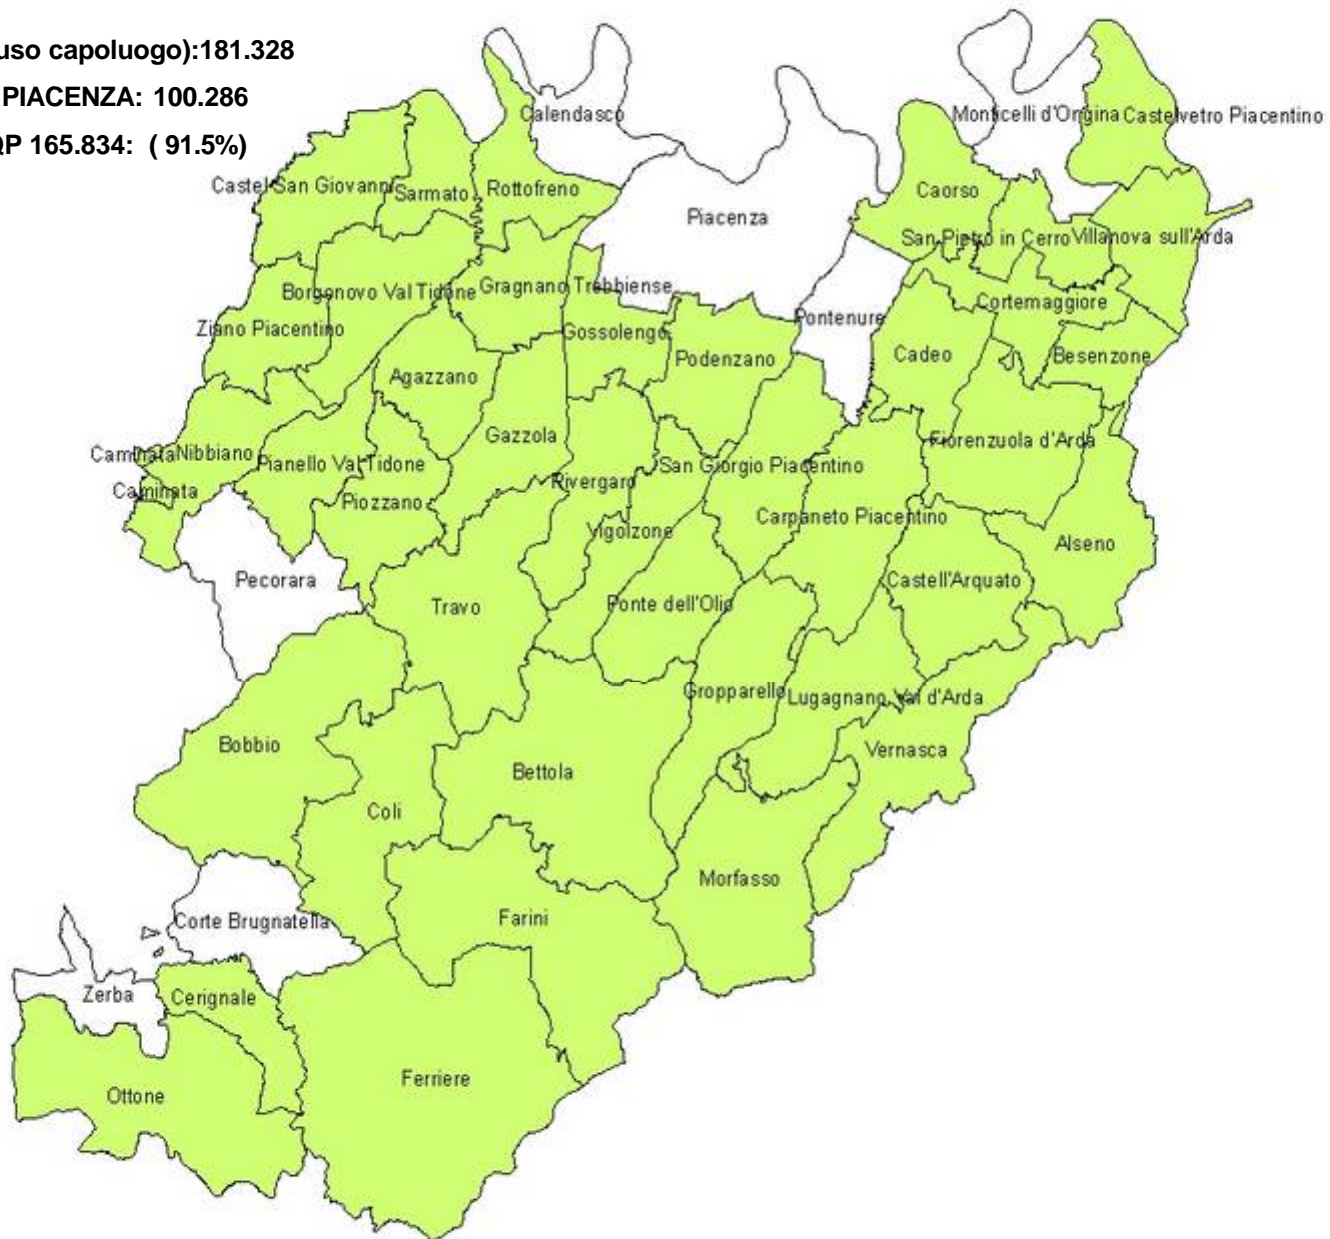 uso capoluogo):181.328
PIACENZA: 100.286
QP 165.834: ( 91.5%)
Calendasco
Monticelli d'Ongina
Castelvetro Piacentino
Castel San Giovanni
Sarmato
Rottofreno
Caorso
Piacenza
San Pietro in Cerro
Villanova sull'Arda
Borgonovo Val Tidone
Gragnano Trebbiense
Cortemaggiore
Ziano Piacentino
Gossolengo
Pontenure
Podenzano
Cadeo
Besenzone
Agazzano
Gazzola
Fiorenzuola d'Arda
Caminata
Nibbiano
Pianello Val Tidone
San Giorgio Piacentino
Rivergaro
Caminata
Piozzano
Carpaneto Piacentino
Vigolzone
Alseno
Pecorara
Castell'Arquato
Travo
Ponte dell'Olio
Gropparello
Lugagnano Val d'Arda
Bobbio
Vernasca
Bettola
Coli
Morfasso
Corte Brugnatella
Farini
Zerba
Cerignale
Ferriere
Ottone